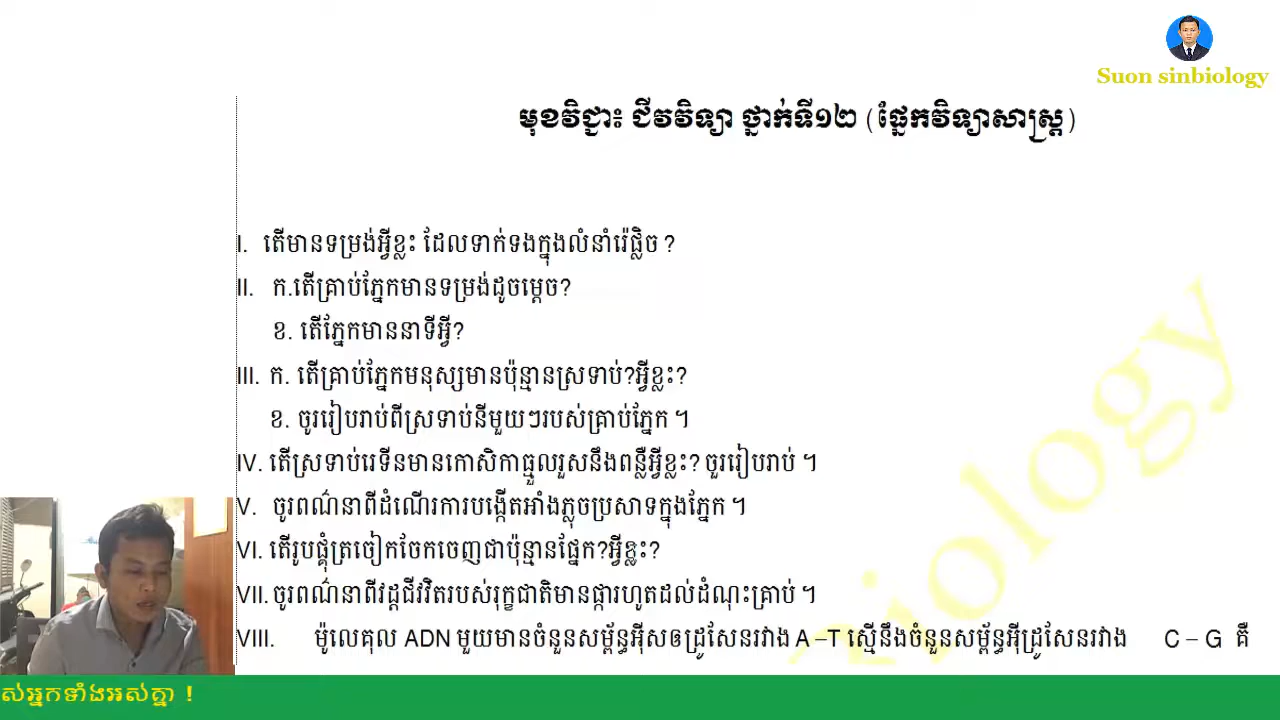 Suon sinbiology
មុខវិជ្ជា៖ ជីវវិទ្យា ថ្នាក់ទី១២ (ផ្នែកវិទ្យាសាស្ត្រ)
I. តើមានទម្រង់អ្វីខ្លះ ដែលទាក់ទងក្នុងលំនាំរ៉េផ្លិច ?
II. ក.តើគ្រាប់ភ្នែកមានទម្រង់ដូចម្តេច?
ខ. តើភ្នែកមាននាទីអ្វី?
III. ក. តើគ្រាប់ភ្នែកមនុស្សមានប៉ុន្មានស្រទាប់?អ្វីខ្លះ?
ខ. ចូររៀបរាប់ពីស្រទាប់នីមួយៗរបស់គ្រាប់ភ្នែក ។
IV. តើស្រទាប់រេទីនមានកោសិកាធ្មួលរួសនឹងពន្លឺអ្វីខ្លះ? ចួររៀបរាប់ ។
V. ចូរពណ៌នាពីដំណើរការបង្កើតអាំងភ្លុចប្រសាទក្នុងភ្នែក ។
VI. តើរូបផ្គុំត្រចៀកចែកចេញជាប៉ុន្មានផ្នែក?អ្វីខ្លះ?
VII. ចូរពណ៌នាពីវដ្តជីវវិតរបស់រុក្ខជាតិមានផ្ការហូតដល់ដំណុះគ្រាប់ ។
VIII. ម៉ូលេគុល ADN មួយមានចំនួនសម្ព័ន្ធអ៊ីសឲដ្រូសែនរវាង A –T ស្មើនឹងចំនួនសម្ព័ន្ធអ៊ីដ្រូសែនរវាង C – G គឺ
biology
ស់អ្នកទាំងអស់គ្នា !